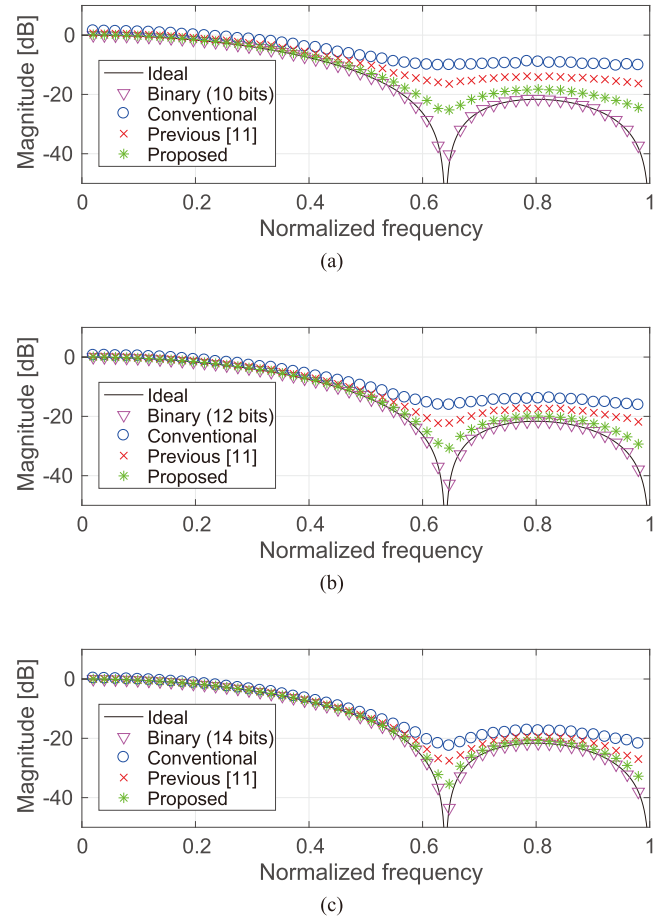 0
-20
-40
Magnitude [dB]
Ideal
Binary (10 bits)
Conventional
Previous [11]
Proposed
0 0.2 0.4 0.6 0.8 1
Normalized frequency
(a)
0
-20
-40
Magnitude [dB]
Ideal
Binary (12 bits)
Conventional
Previous [11]
Proposed
0 0.2 0.4 0.6 0.8 1
Normalized frequency
(b)
0
-20
-40
Magnitude [dB]
Ideal
Binary (14 bits)
Conventional
Previous [11]
Proposed
0 0.2 0.4 0.6 0.8 1
Normalized frequency
(c)